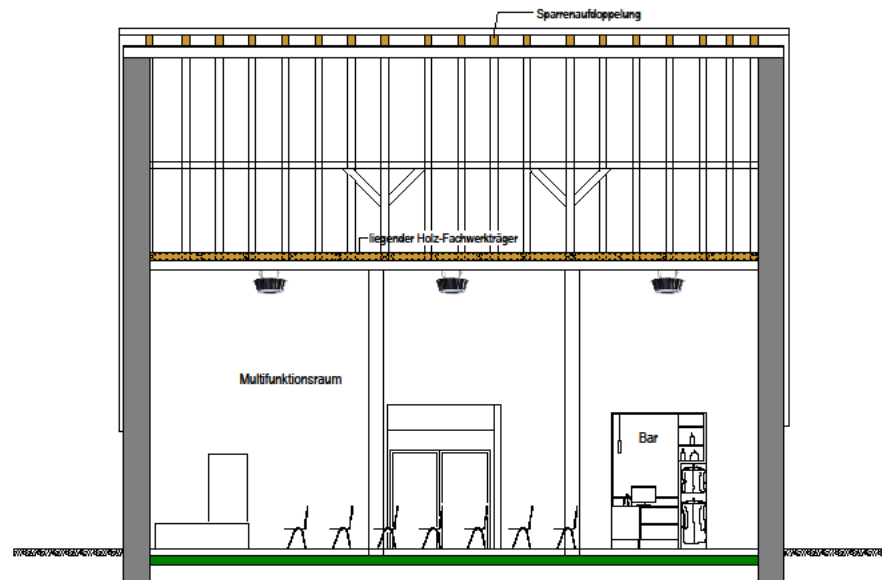 Sparrenaufdoppelung
liegender Holz-Fachwerkträger
Multifunktionsraum
Bar